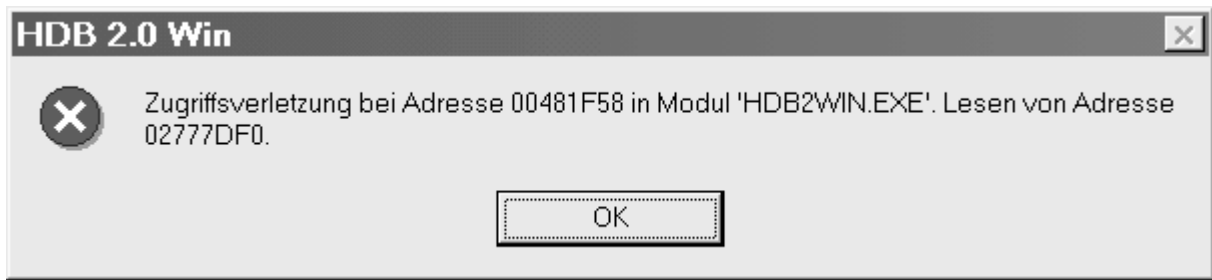 HDB 2.0 Win
Zugriffsverletzung bei Adresse 00481F58 in Modul 'HDB2WIN.EXE'. Lesen von Adresse
02777DF0.
OK